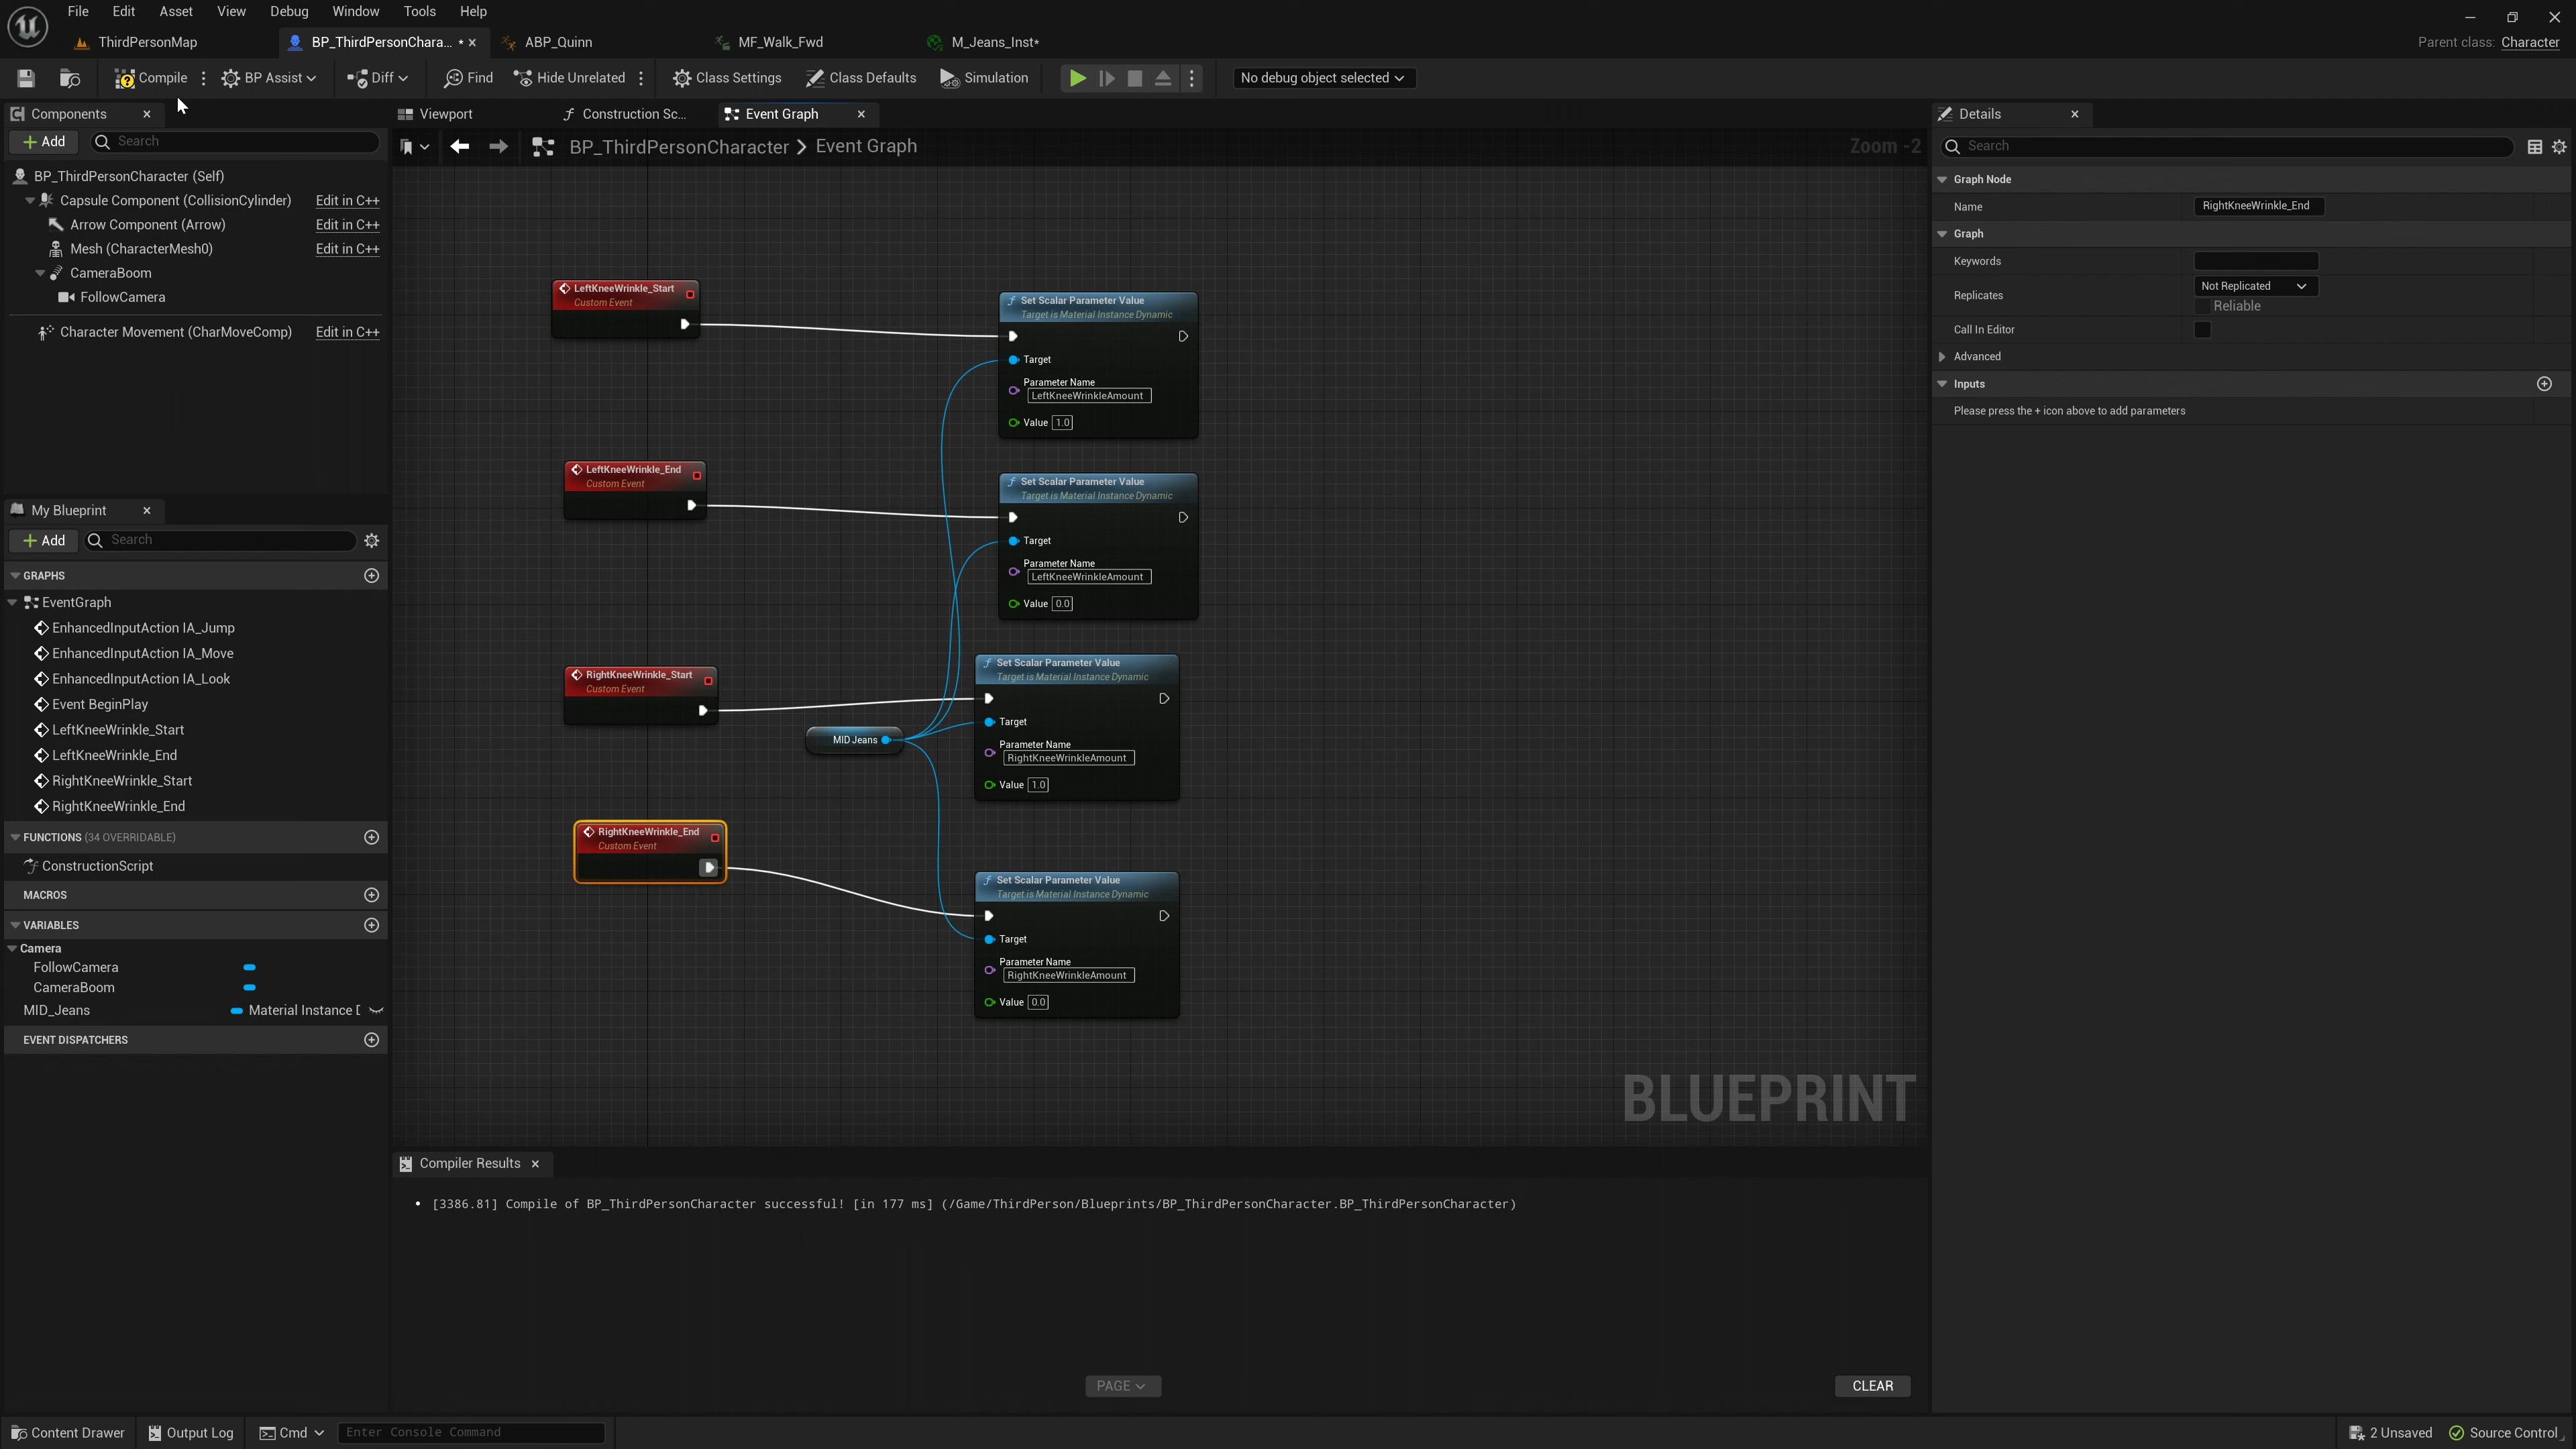 File Edit Asset View Debug Window Tools Help
ThirdPersonMap
BP_ThirdPersonChara... *
ABP_Quinn
MF_Walk_Fwd
M_Jeans_Inst*
Parent class: Character
Compile
BP Assist
Diff
Find
Hide Unrelated
Class Settings
Class Defaults
Simulation
No debug object selected
Components
Add
Search
BP_ThirdPersonCharacter (Self)
Capsule Component (CollisionCylinder) Edit in C++
Arrow Component (Arrow) Edit in C++
Mesh (CharacterMesh0) Edit in C++
CameraBoom
FollowCamera
Character Movement (CharMoveComp) Edit in C++
My Blueprint
Add
Search
GRAPHS
EventGraph
EnhancedInputAction IA_Jump
EnhancedInputAction IA_Move
EnhancedInputAction IA_Look
Event BeginPlay
LeftKneeWrinkle_Start
LeftKneeWrinkle_End
RightKneeWrinkle_Start
RightKneeWrinkle_End
FUNCTIONS (34 OVERRIDABLE)
ConstructionScript
MACROS
VARIABLES
Camera
FollowCamera
CameraBoom
MID_Jeans Material Instance D
EVENT DISPATCHERS
Viewport
Construction Sc...
Event Graph
BP_ThirdPersonCharacter > Event Graph
Zoom -2
LeftKneeWrinkle_Start
Custom Event
Set Scalar Parameter Value
Target is Material Instance Dynamic
Target
Parameter Name
LeftKneeWrinkleAmount
Value 1.0
LeftKneeWrinkle_End
Custom Event
Set Scalar Parameter Value
Target is Material Instance Dynamic
Target
Parameter Name
LeftKneeWrinkleAmount
Value 0.0
RightKneeWrinkle_Start
Custom Event
MID Jeans
Set Scalar Parameter Value
Target is Material Instance Dynamic
Target
Parameter Name
RightKneeWrinkleAmount
Value 1.0
RightKneeWrinkle_End
Custom Event
Set Scalar Parameter Value
Target is Material Instance Dynamic
Target
Parameter Name
RightKneeWrinkleAmount
Value 0.0
BLUEPRINT
Compiler Results
[3386.81] Compile of BP_ThirdPersonCharacter successful! [in 177 ms] (/Game/ThirdPerson/Blueprints/BP_ThirdPersonCharacter.BP_ThirdPersonCharacter)
PAGE
CLEAR
Details
Search
Graph Node
Name RightKneeWrinkle_End
Graph
Keywords
Replicates Not Replicated
Reliable
Call In Editor
Advanced
Inputs
Please press the + icon above to add parameters
Content Drawer
Output Log
Cmd
Enter Console Command
2 Unsaved
Source Control